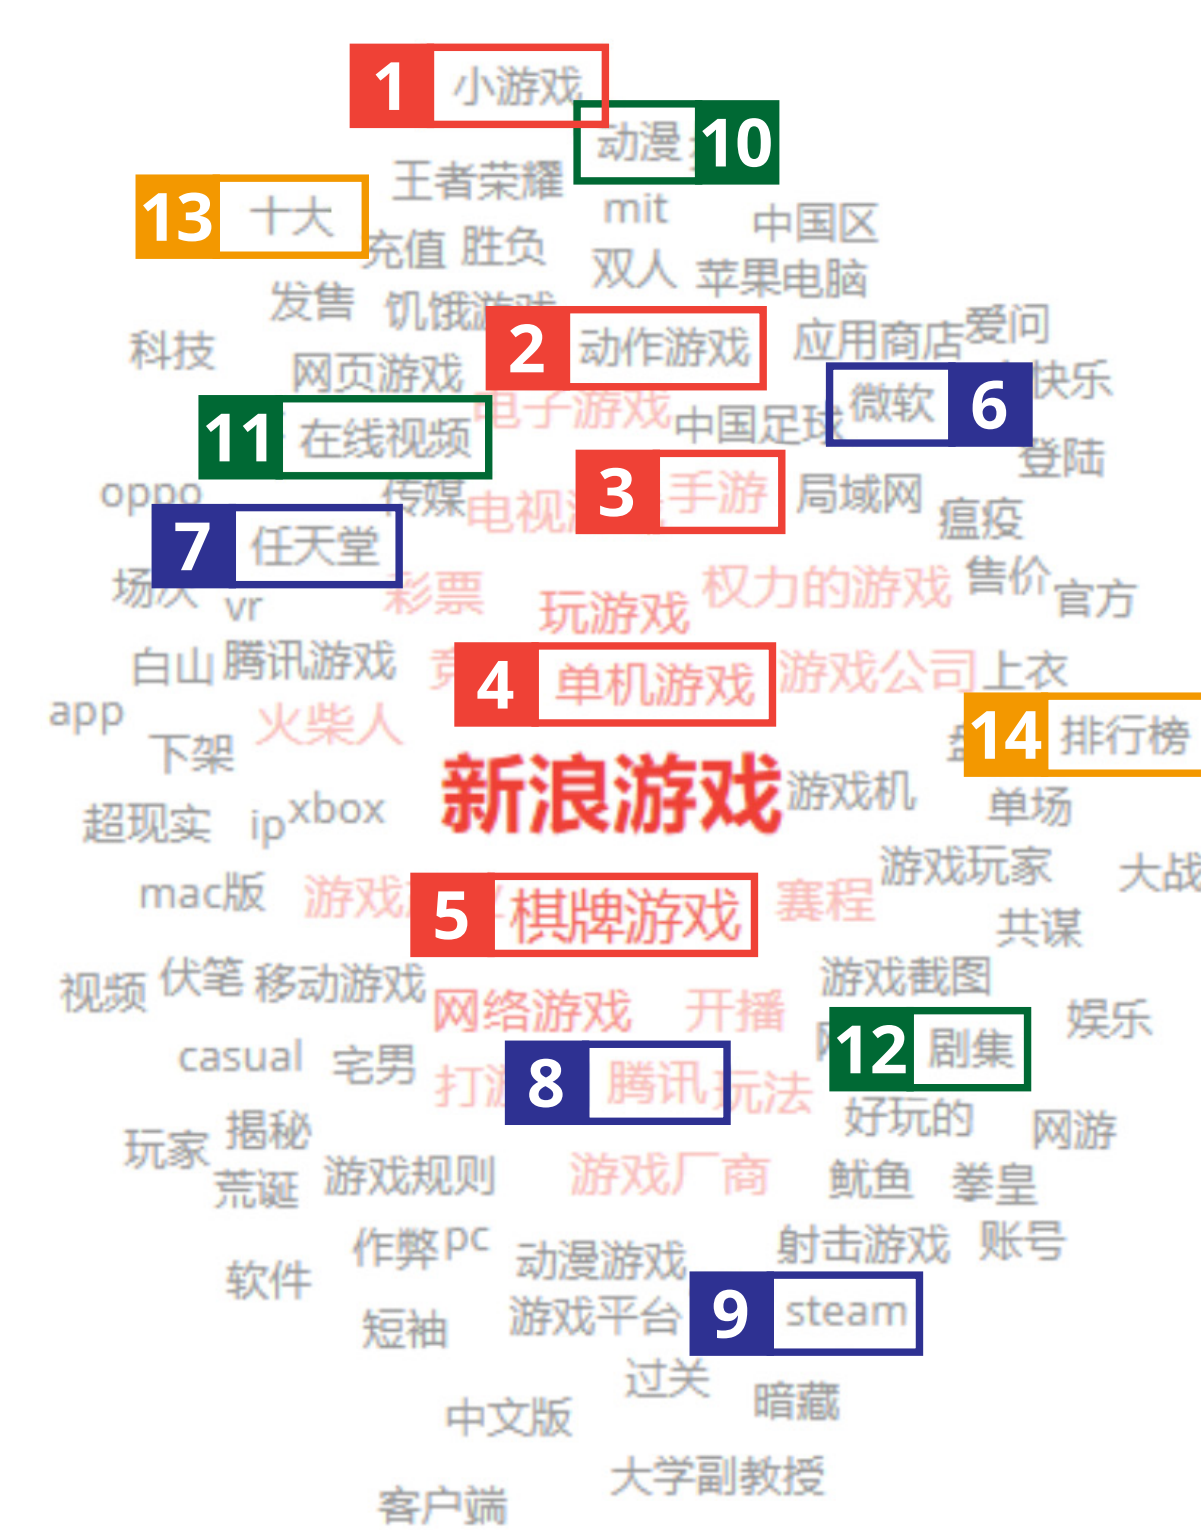 1 小游戏
动漫 10
王者荣耀
13 十大
mit
中国区
充值 胜负
双人 苹果电脑
发售
饥饿游戏
2 动作游戏
应用商店 爱问
科技
网页游戏
快乐
电子游戏
中国足球
微软 6
11 在线视频
登陆
oppo
传媒
电视
3 手游
局域网
瘟疫
7 任天堂
场次
vr
彩票
玩游戏
权力的游戏
售价
官方
白山
腾讯游戏
4 单机游戏
游戏公司
上衣
app
火柴人
14 排行榜
下架
新浪游戏
游戏机
单场
超现实
ip
xbox
游戏玩家
大战
mac版
游戏
5 棋牌游戏
赛程
共谋
视频
伏笔
移动游戏
游戏截图
网络游戏
开播
娱乐
casual
宅男
12 剧集
打
8 腾讯
玩法
好玩的
网游
玩家
揭秘
荒诞
游戏规则
游戏厂商
鱿鱼
拳皇
作弊
pc
动漫游戏
射击游戏
账号
软件
短袖
游戏平台
9 steam
过关
暗藏
中文版
大学副教授
客户端